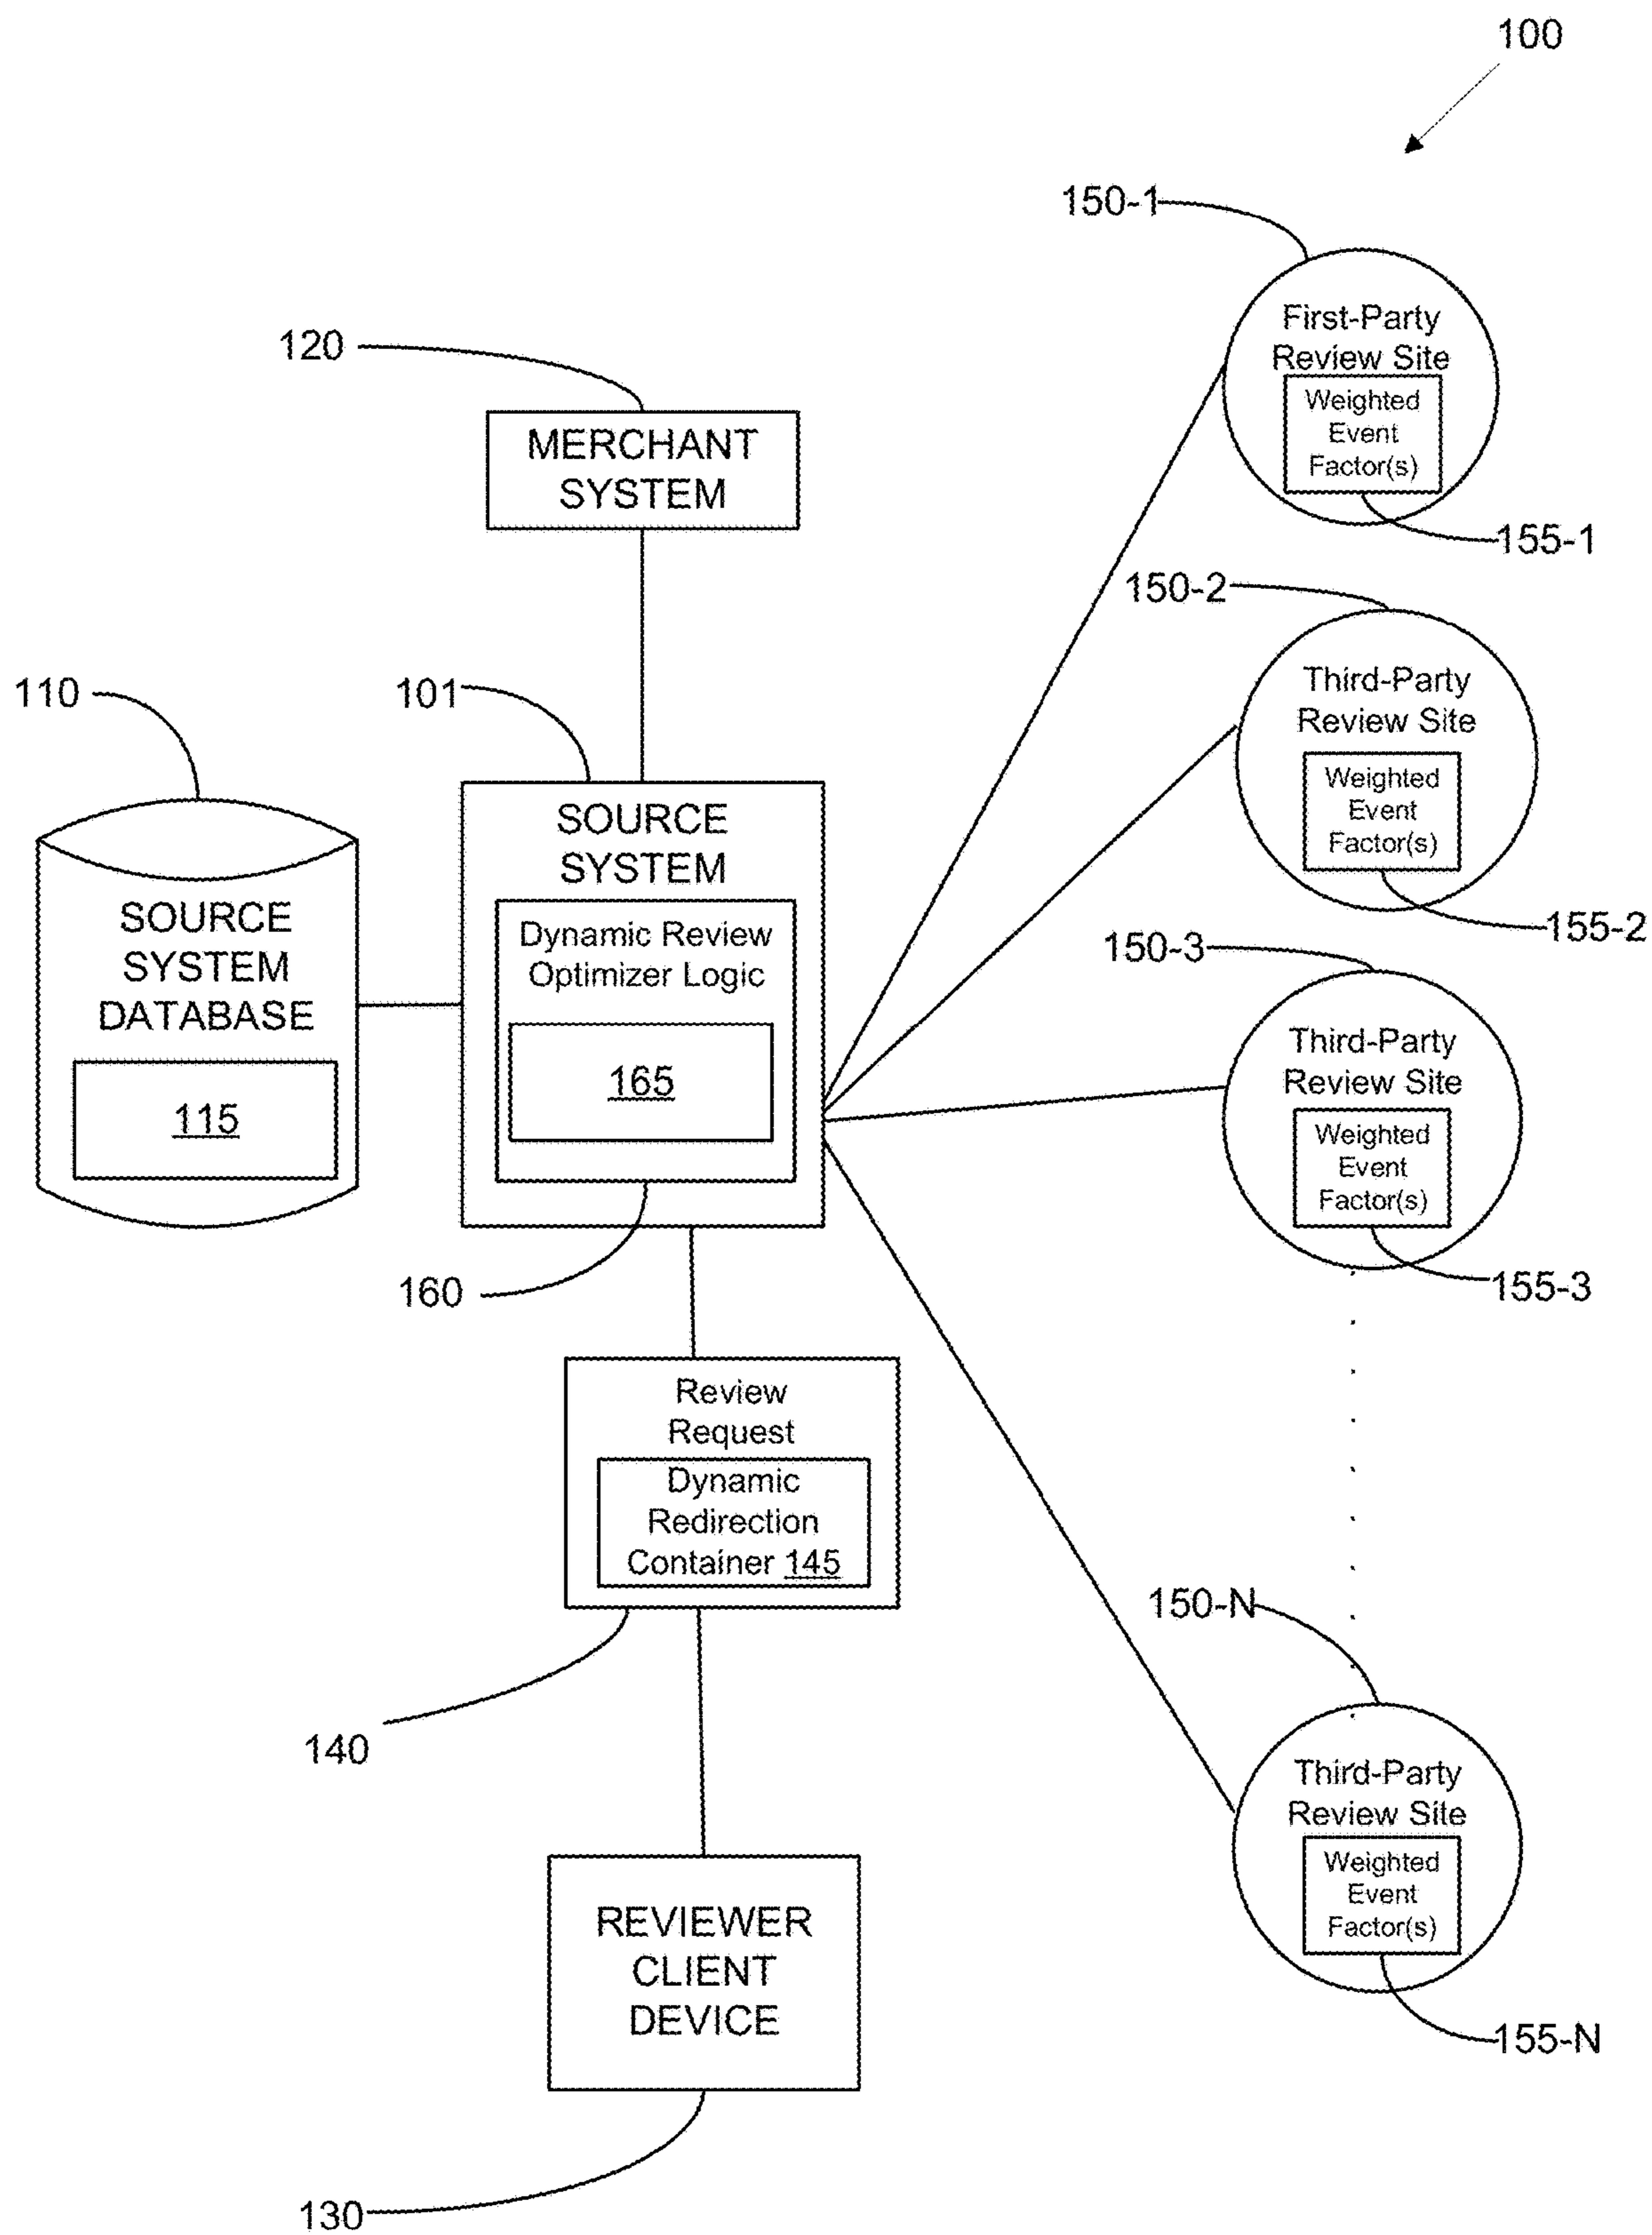 100
150-1
First-Party
Review Site
Weighted
Event
Factor(s)
155-1
120
MERCHANT
SYSTEM
150-2
Third-Party
Review Site
Weighted
Event
Factor(s)
155-2
110
101
SOURCE
SYSTEM
DATABASE
115
SOURCE
SYSTEM
Dynamic Review
Optimizer Logic
165
160
150-3
Third-Party
Review Site
Weighted
Event
Factor(s)
155-3
Review
Request
Dynamic
Redirection
Container 145
140
150-N
Third-Party
Review Site
Weighted
Event
Factor(s)
155-N
REVIEWER
CLIENT
DEVICE
130